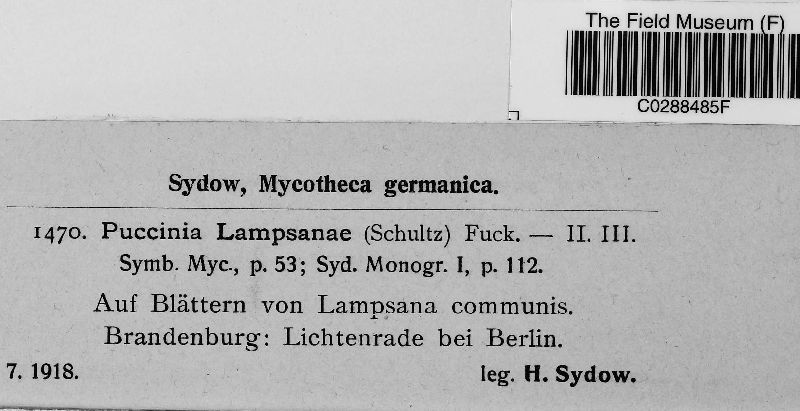 The Field Museum (F)
C0288485F
Sydow, Mycotheca germanica.
1470. Puccinia Lampsanae (Schultz) Fuck. — II. III.
Symb. Myc., p. 53; Syd. Monogr. I, p. 112.
Auf Blättern von Lampsana communis.
Brandenburg: Lichtenrade bei Berlin.
7. 1918. leg. H. Sydow.